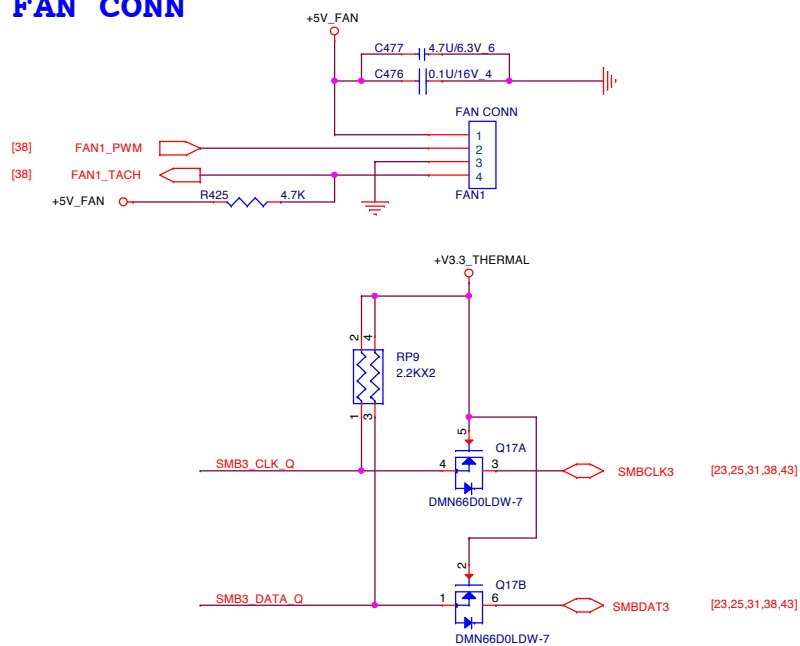 FAN CONN
+5V_FAN
C477 4.7U/6.3V_6
C476 0.1U/16V_4
FAN CONN
1
[38] FAN1_PWM 2
3
[38] FAN1_TACH 4
+5V_FAN R425 4.7K FAN1
+V3.3_THERMAL
2 4
RP9
2.2KX2
1 3
5
Q17A
SMB3_CLK_Q 4 3 SMBCLK3 [23,25,31,38,43]
DMN66D0LDW-7
2
Q17B
SMB3_DATA_Q 1 6 SMBDAT3 [23,25,31,38,43]
DMN66D0LDW-7